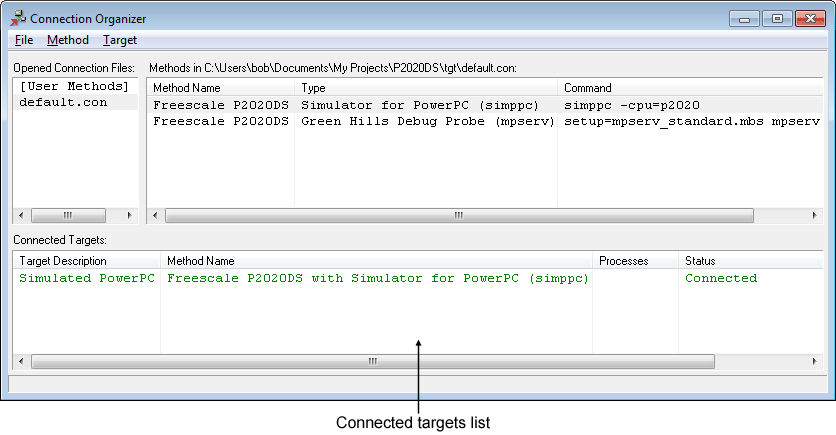 Connection Organizer
File Method Target
Opened Connection Files: Methods in C:\Users\bob\Documents\My Projects\P2020DS\tgt\default.con:
[User Methods]
default.con
Method Name Type Command
Freescale P2020DS Simulator for PowerPC (simppc) simppc -cpu=p2020
Freescale P2020DS Green Hills Debug Probe (mpserv) setup=mpserv_standard.mbs mpserv
Connected Targets:
Target Description Method Name Processes Status
Simulated PowerPC Freescale P2020DS with Simulator for PowerPC (simppc) Connected
Connected targets list